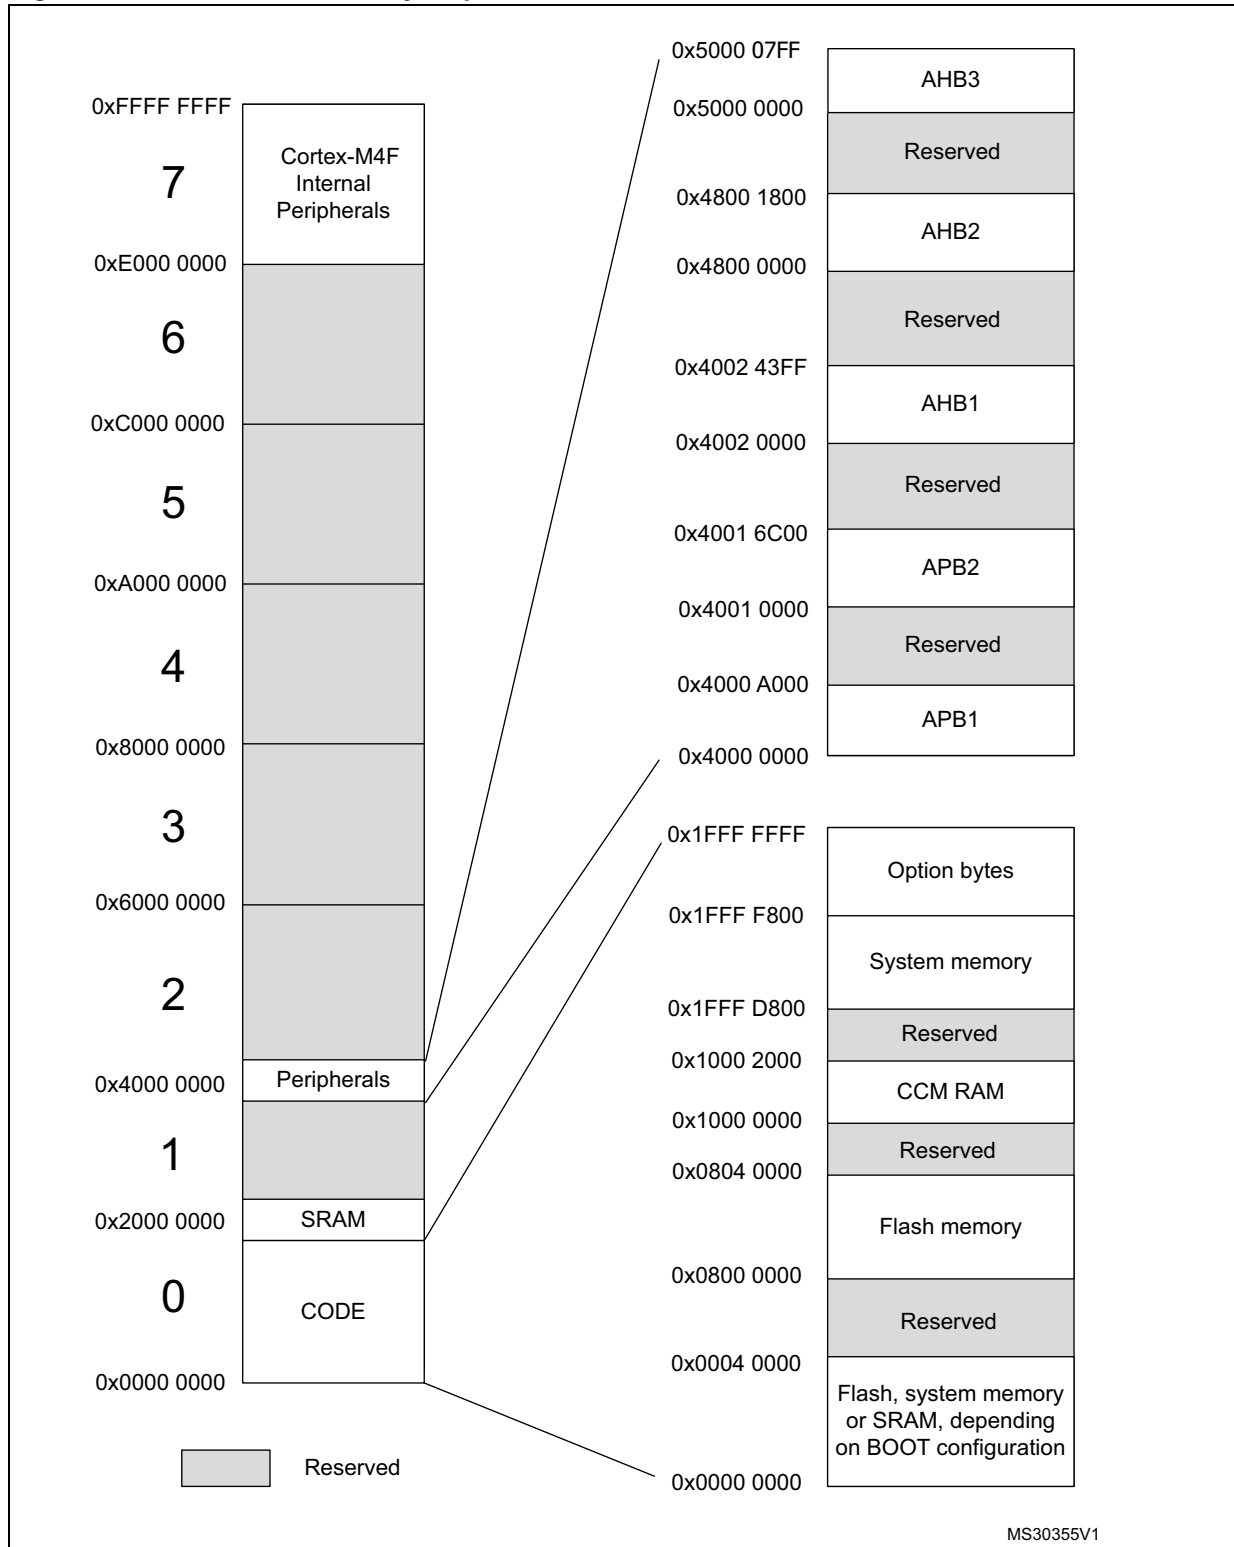 0xFFFF FFFF
7
Cortex-M4F
Internal
Peripherals
0xE000 0000
6
0xC000 0000
5
0xA000 0000
4
0x8000 0000
3
0x6000 0000
2
0x4000 0000
Peripherals
1
0x2000 0000
SRAM
0
CODE
0x0000 0000
Reserved
0x5000 07FF
AHB3
0x5000 0000
Reserved
0x4800 1800
AHB2
0x4800 0000
Reserved
0x4002 43FF
AHB1
0x4002 0000
Reserved
0x4001 6C00
APB2
0x4001 0000
Reserved
0x4000 A000
APB1
0x4000 0000
0x1FFF FFFF
Option bytes
0x1FFF F800
System memory
0x1FFF D800
Reserved
0x1000 2000
CCM RAM
0x1000 0000
Reserved
0x0804 0000
Flash memory
0x0800 0000
Reserved
0x0004 0000
Flash, system memory
or SRAM, depending
on BOOT configuration
0x0000 0000
MS30355V1